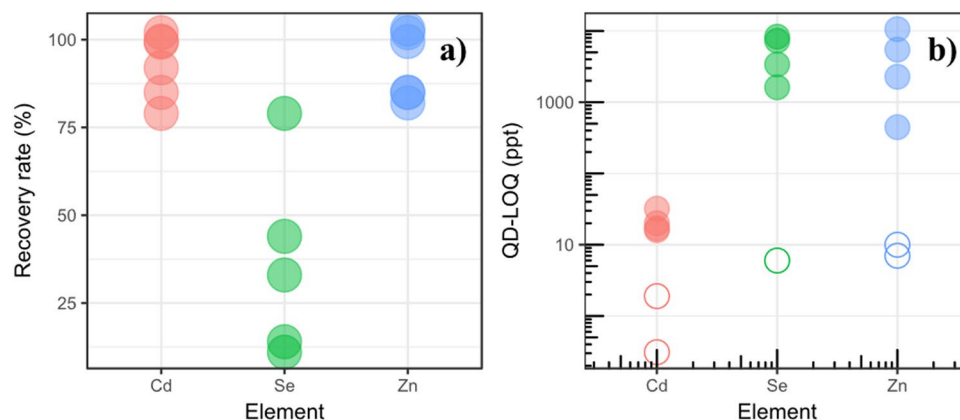 a)
Recovery rate (%)
100
75
50
25
Cd Se Zn
Element
b)
QD-LOQ (ppt)
1000
10
Cd Se Zn
Element